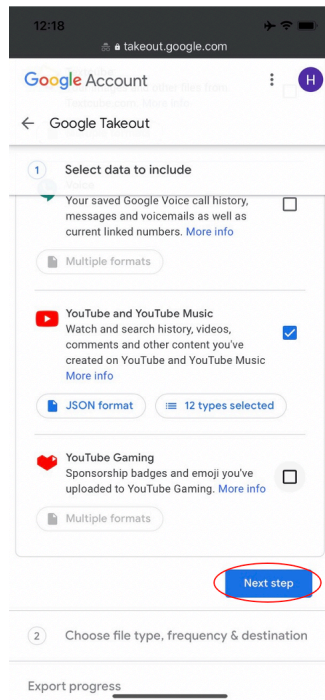 12:18
takeout.google.com
Google Account
H
Google Takeout
1 Select data to include
Your saved Google Voice call history,
messages and voicemails as well as
current linked numbers. More info
Multiple formats
YouTube and YouTube Music
Watch and search history, videos,
comments and other content you've
created on YouTube and YouTube Music
More info
JSON format
12 types selected
YouTube Gaming
Sponsorship badges and emoji you've
uploaded to YouTube Gaming. More info
Multiple formats
Next step
2 Choose file type, frequency & destination
Export progress